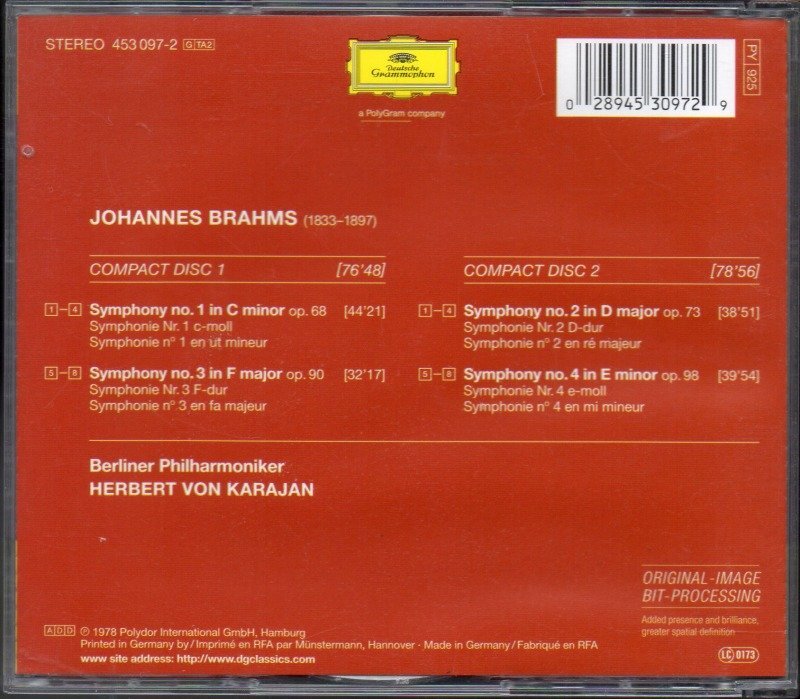 STEREO 453 097-2 G TA2
Deutsche
Grammophon
a PolyGram company
0 28945 30972 9
PY 925
JOHANNES BRAHMS (1833–1897)
COMPACT DISC 1 [76'48]
1–4 Symphony no. 1 in C minor op. 68 [44'21]
Symphonie Nr. 1 c-moll
Symphonie n° 1 en ut mineur
5–8 Symphony no. 3 in F major op. 90 [32'17]
Symphonie Nr. 3 F-dur
Symphonie n° 3 en fa majeur
COMPACT DISC 2 [78'56]
1–4 Symphony no. 2 in D major op. 73 [38'51]
Symphonie Nr. 2 D-dur
Symphonie n° 2 en ré majeur
5–8 Symphony no. 4 in E minor op. 98 [39'54]
Symphonie Nr. 4 e-moll
Symphonie n° 4 en mi mineur
Berliner Philharmoniker
HERBERT VON KARAJAN
ORIGINAL-IMAGE
BIT-PROCESSING
Added presence and brilliance,
greater spatial definition
ADD ℗ 1978 Polydor International GmbH, Hamburg
Printed in Germany by / Imprimé en RFA par Münstermann, Hannover · Made in Germany / Fabriqué en RFA
www site address: http://www.dgclassics.com
LC 0173